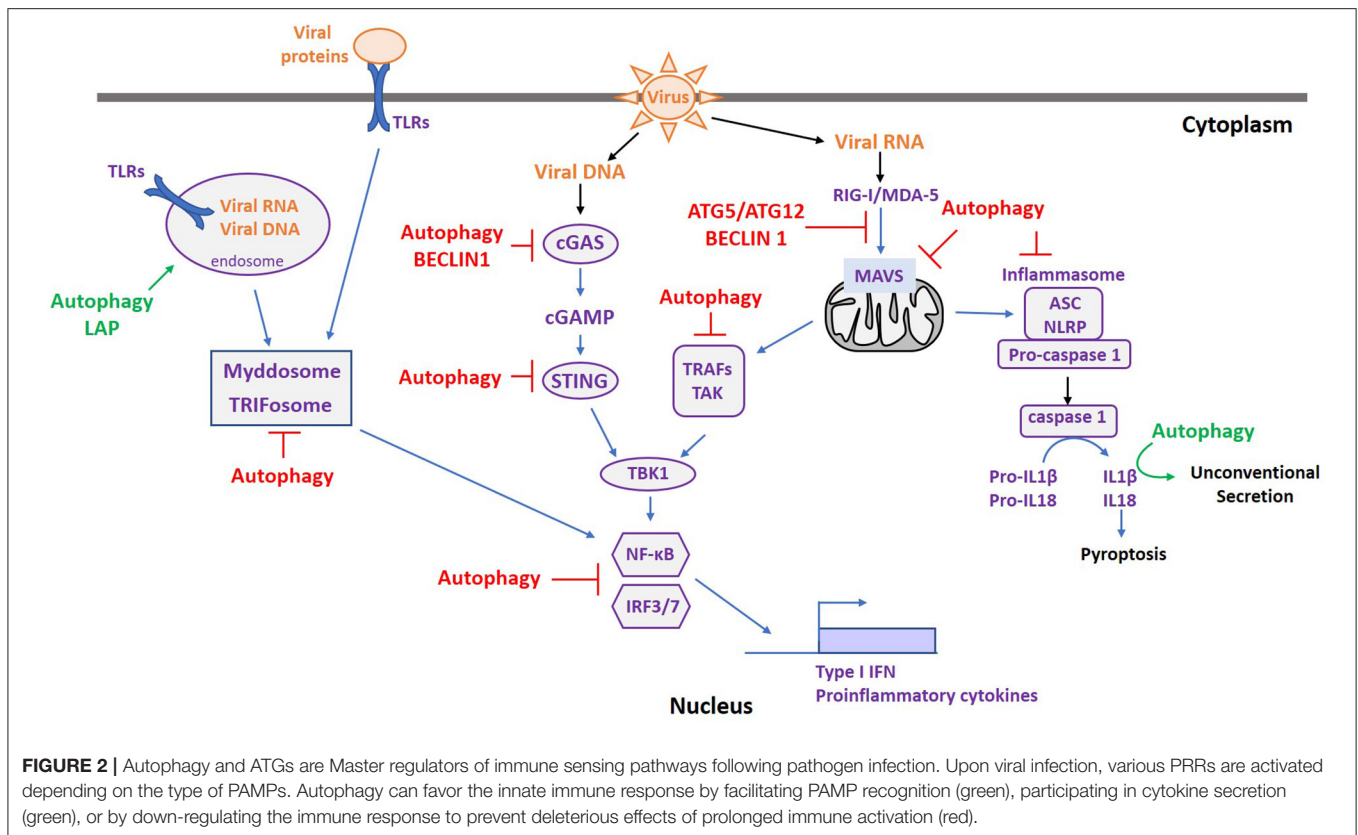 Viral
proteins
TLRs
Virus
Cytoplasm
TLRs
Viral RNA
Viral DNA
endosome
Autophagy
LAP
Myddosome
TRIFosome
Autophagy
Viral DNA
Autophagy
BECLIN1
cGAS
cGAMP
Autophagy
STING
Viral RNA
RIG-I/MDA-5
ATG5/ATG12
BECLIN 1
Autophagy
MAVS
Autophagy
TRAFs
TAK
Inflammasome
ASC
NLRP
Pro-caspase 1
caspase 1
Autophagy
Pro-IL1β
Pro-IL18
IL1β
IL18
Unconventional
Secretion
Pyroptosis
TBK1
NF-κB
Autophagy
IRF3/7
Type I IFN
Proinflammatory cytokines
Nucleus
FIGURE 2 | Autophagy and ATGs are Master regulators of immune sensing pathways following pathogen infection. Upon viral infection, various PRRs are activated
depending on the type of PAMPs. Autophagy can favor the innate immune response by facilitating PAMP recognition (green), participating in cytokine secretion
(green), or by down-regulating the immune response to prevent deleterious effects of prolonged immune activation (red).